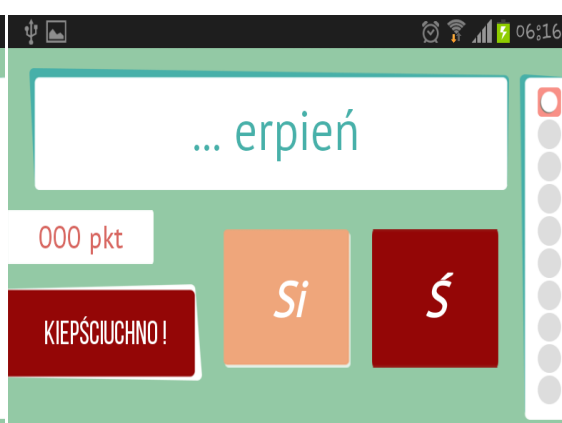 06:16
... erpień
000 pkt
Si
Ś
KIEPŚCIUCHNO !